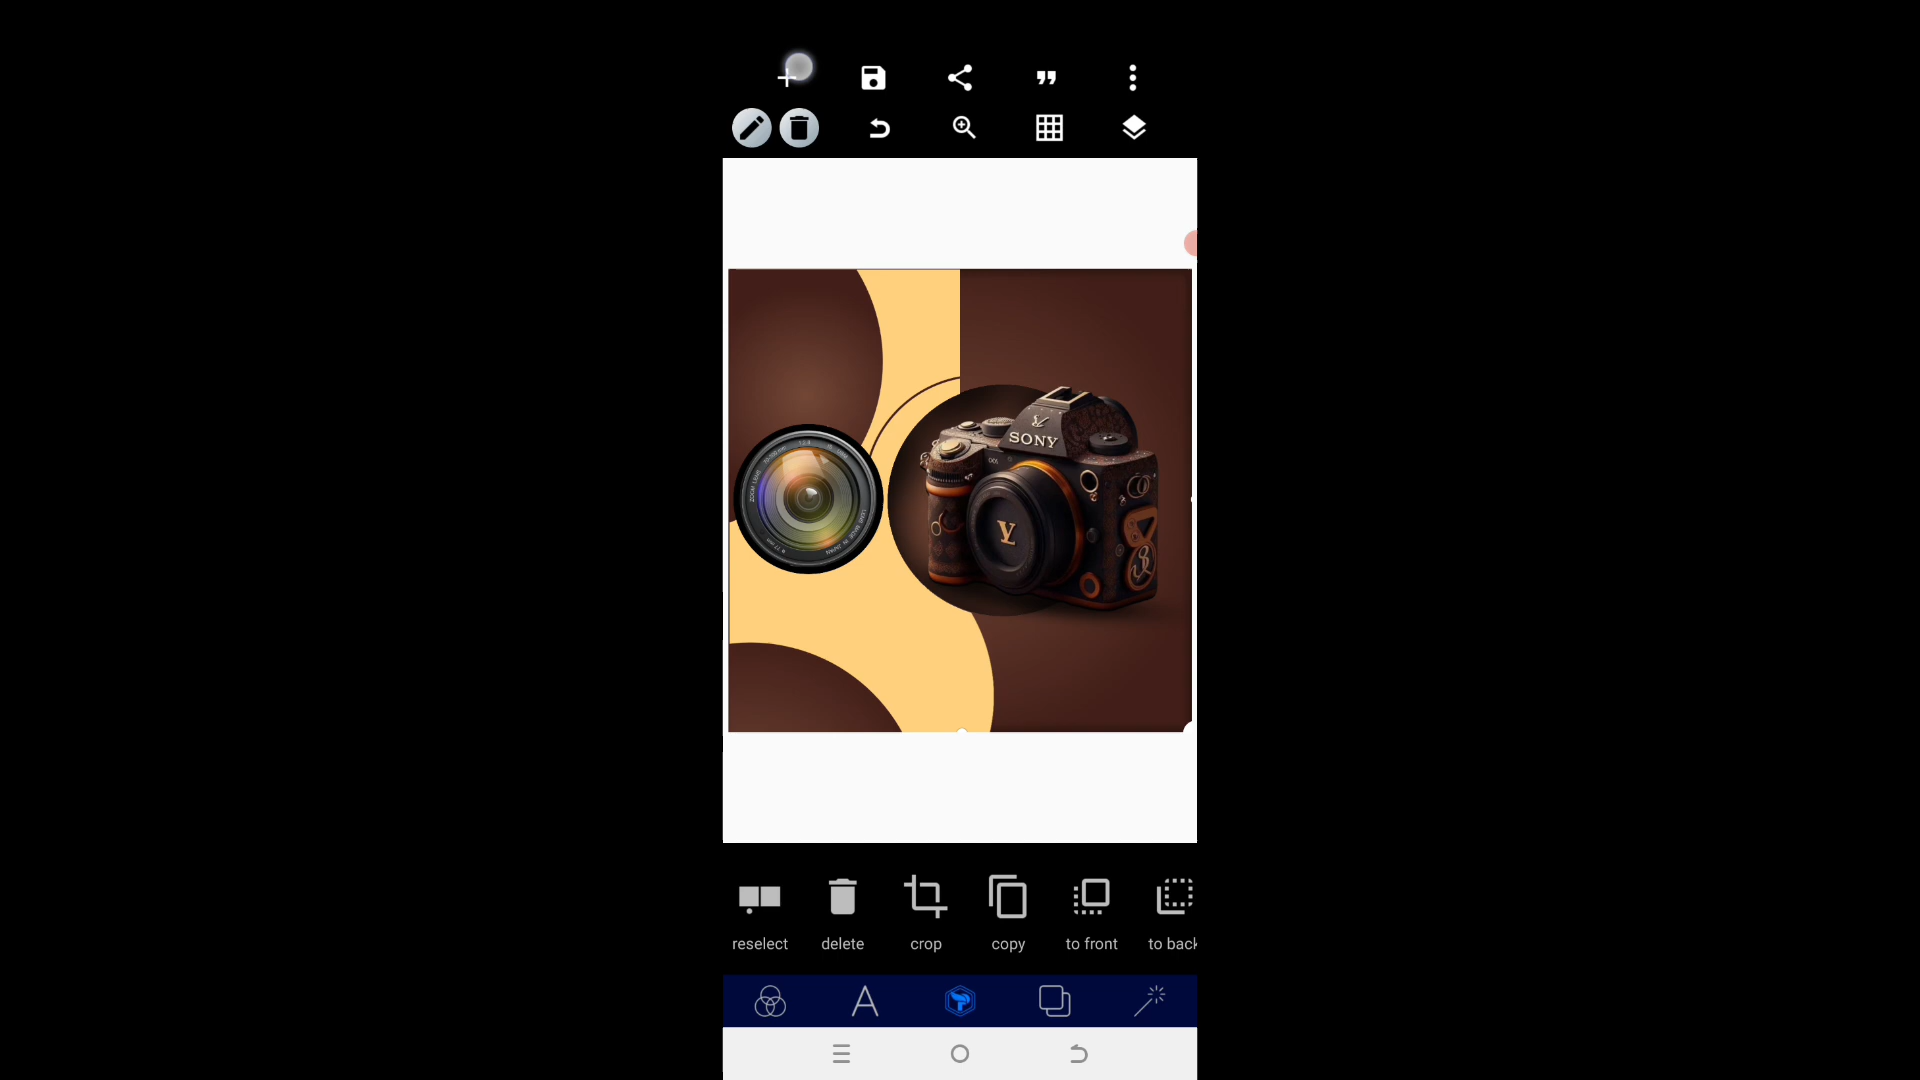 SONY
reselect
delete
crop
copy
to front
to back